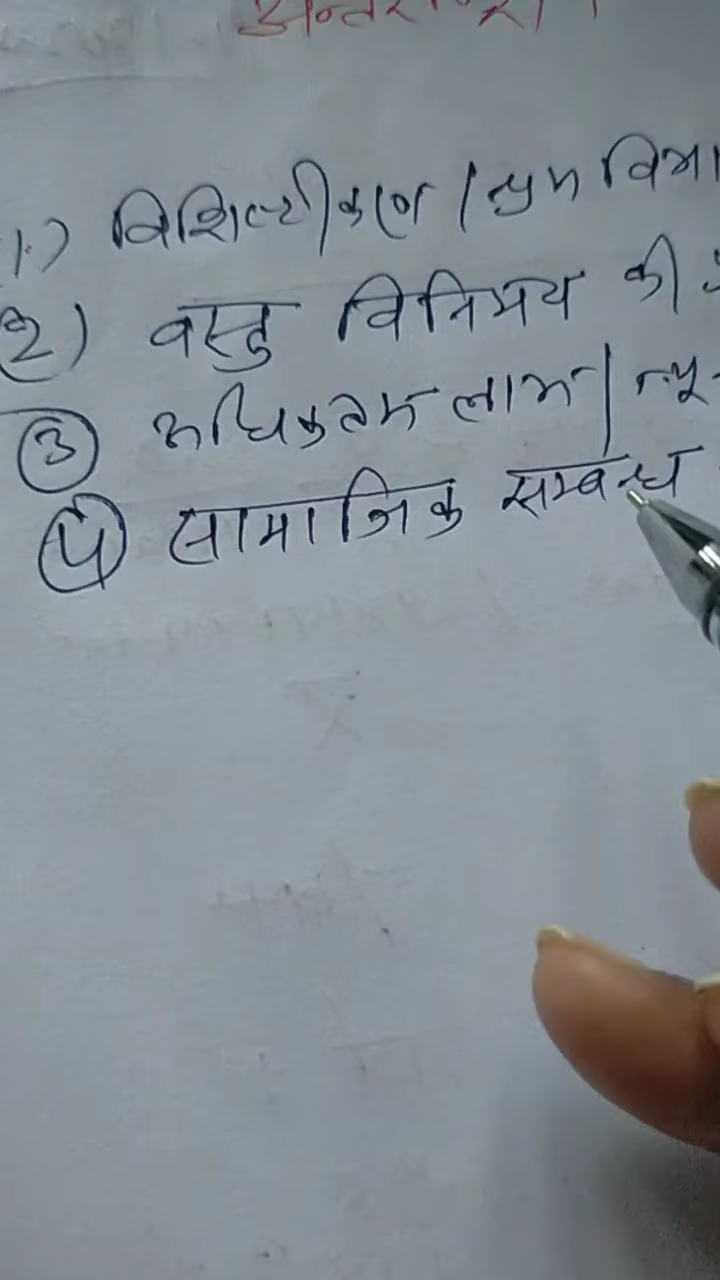 1.) विशिष्टीकरण / श्रम विभा
2) वस्तु विनिमय की
③ अधिकतम लाभ / न्यू
④ सामाजिक सम्बन्ध